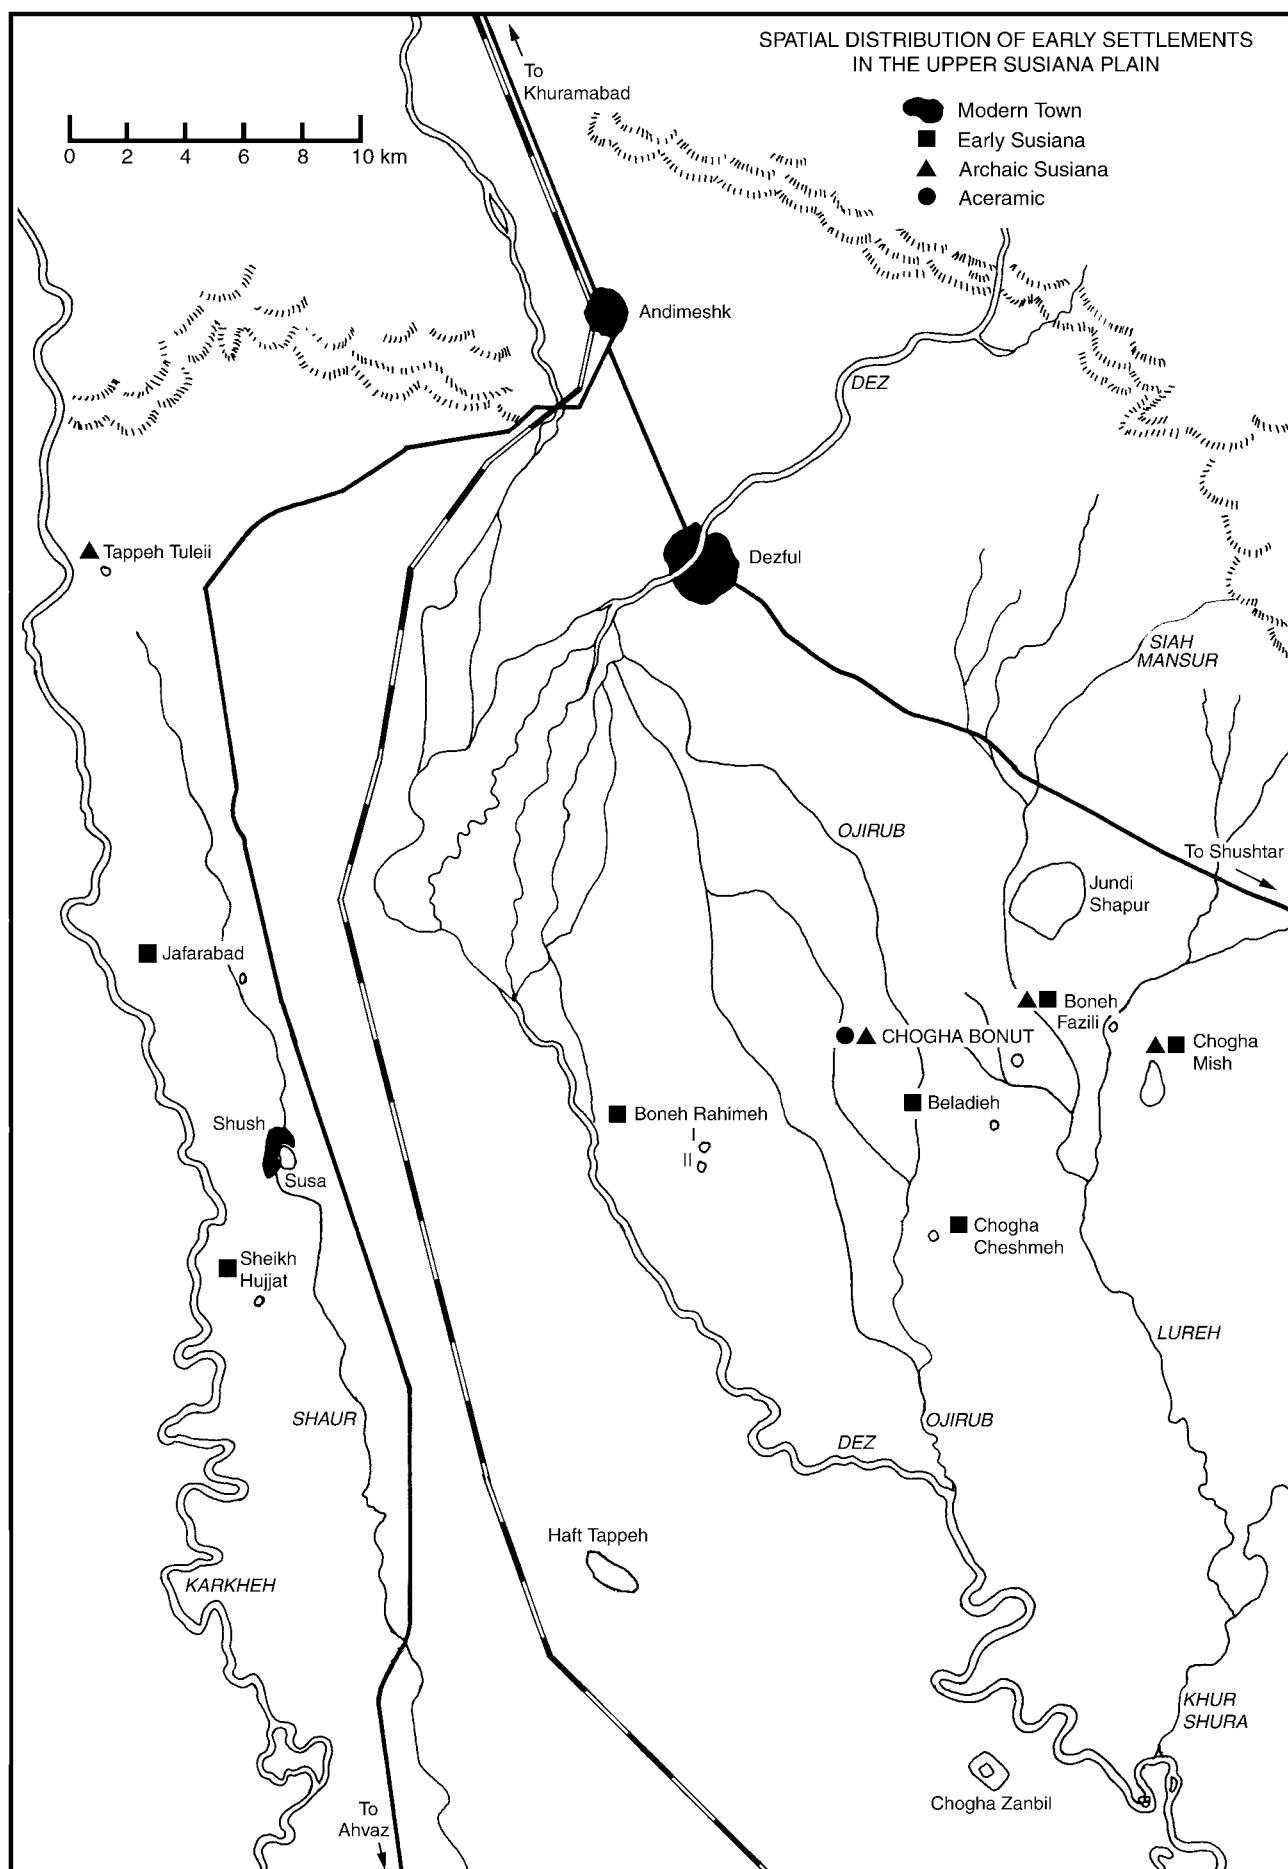 SPATIAL DISTRIBUTION OF EARLY SETTLEMENTS
IN THE UPPER SUSIANA PLAIN
Modern Town
Early Susiana
Archaic Susiana
Aceramic
To
Khuramabad
0 2 4 6 8 10 km
Andimeshk
DEZ
Tappeh Tuleii
Dezful
SIAH
MANSUR
OJIRUB
To Shushtar
Jundi
Shapur
Jafarabad
Boneh
Fazili
CHOGHA BONUT
Chogha
Mish
Beladieh
Boneh Rahimeh
I
II
Shush
Susa
Chogha
Cheshmeh
Sheikh
Hujjat
LUREH
SHAUR
OJIRUB
DEZ
Haft Tappeh
KARKHEH
KHUR
SHURA
Chogha Zanbil
To
Ahvaz